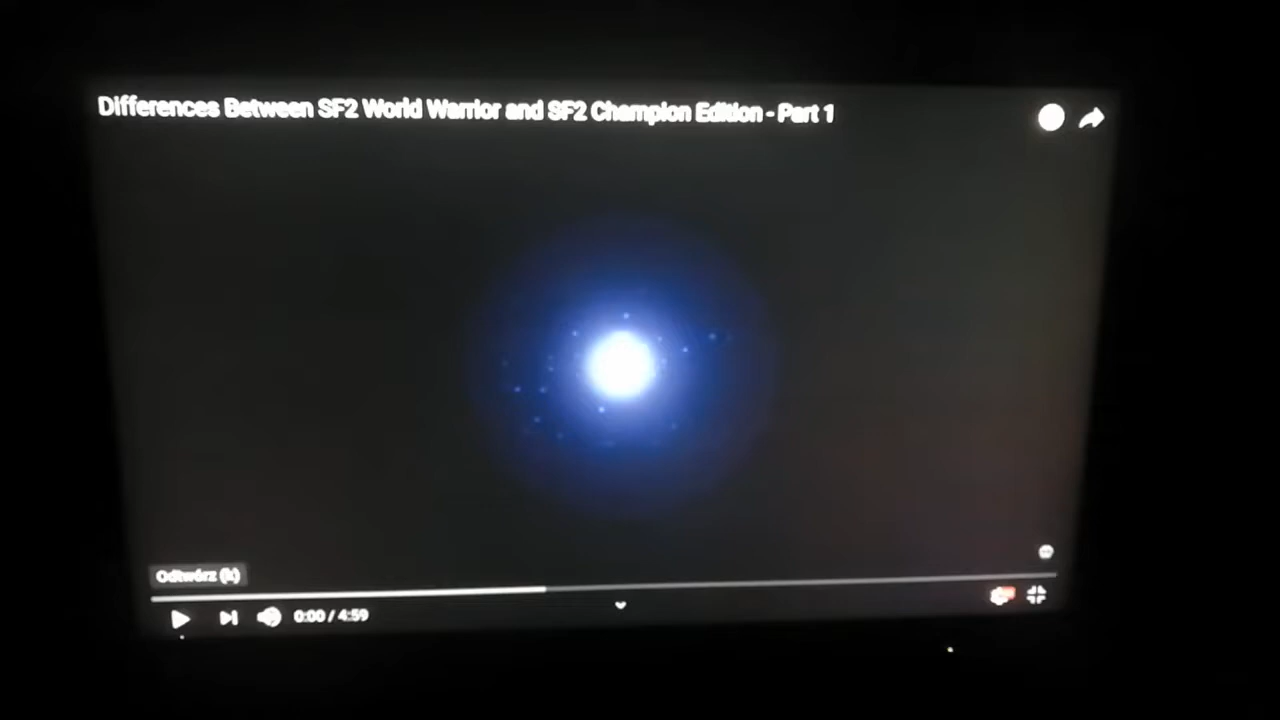 Differences Between SF2 World Warrior and SF2 Champion Edition - Part 1
Odtwórz (k)
0:00 / 4:59